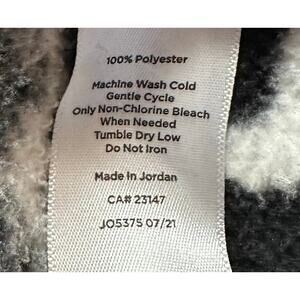 100% Polyester
Machine Wash Cold
Gentle Cycle
Only Non-Chlorine Bleach
When Needed
Tumble Dry Low
Do Not Iron
Made In Jordan
CA# 23147
JO5375 07/21